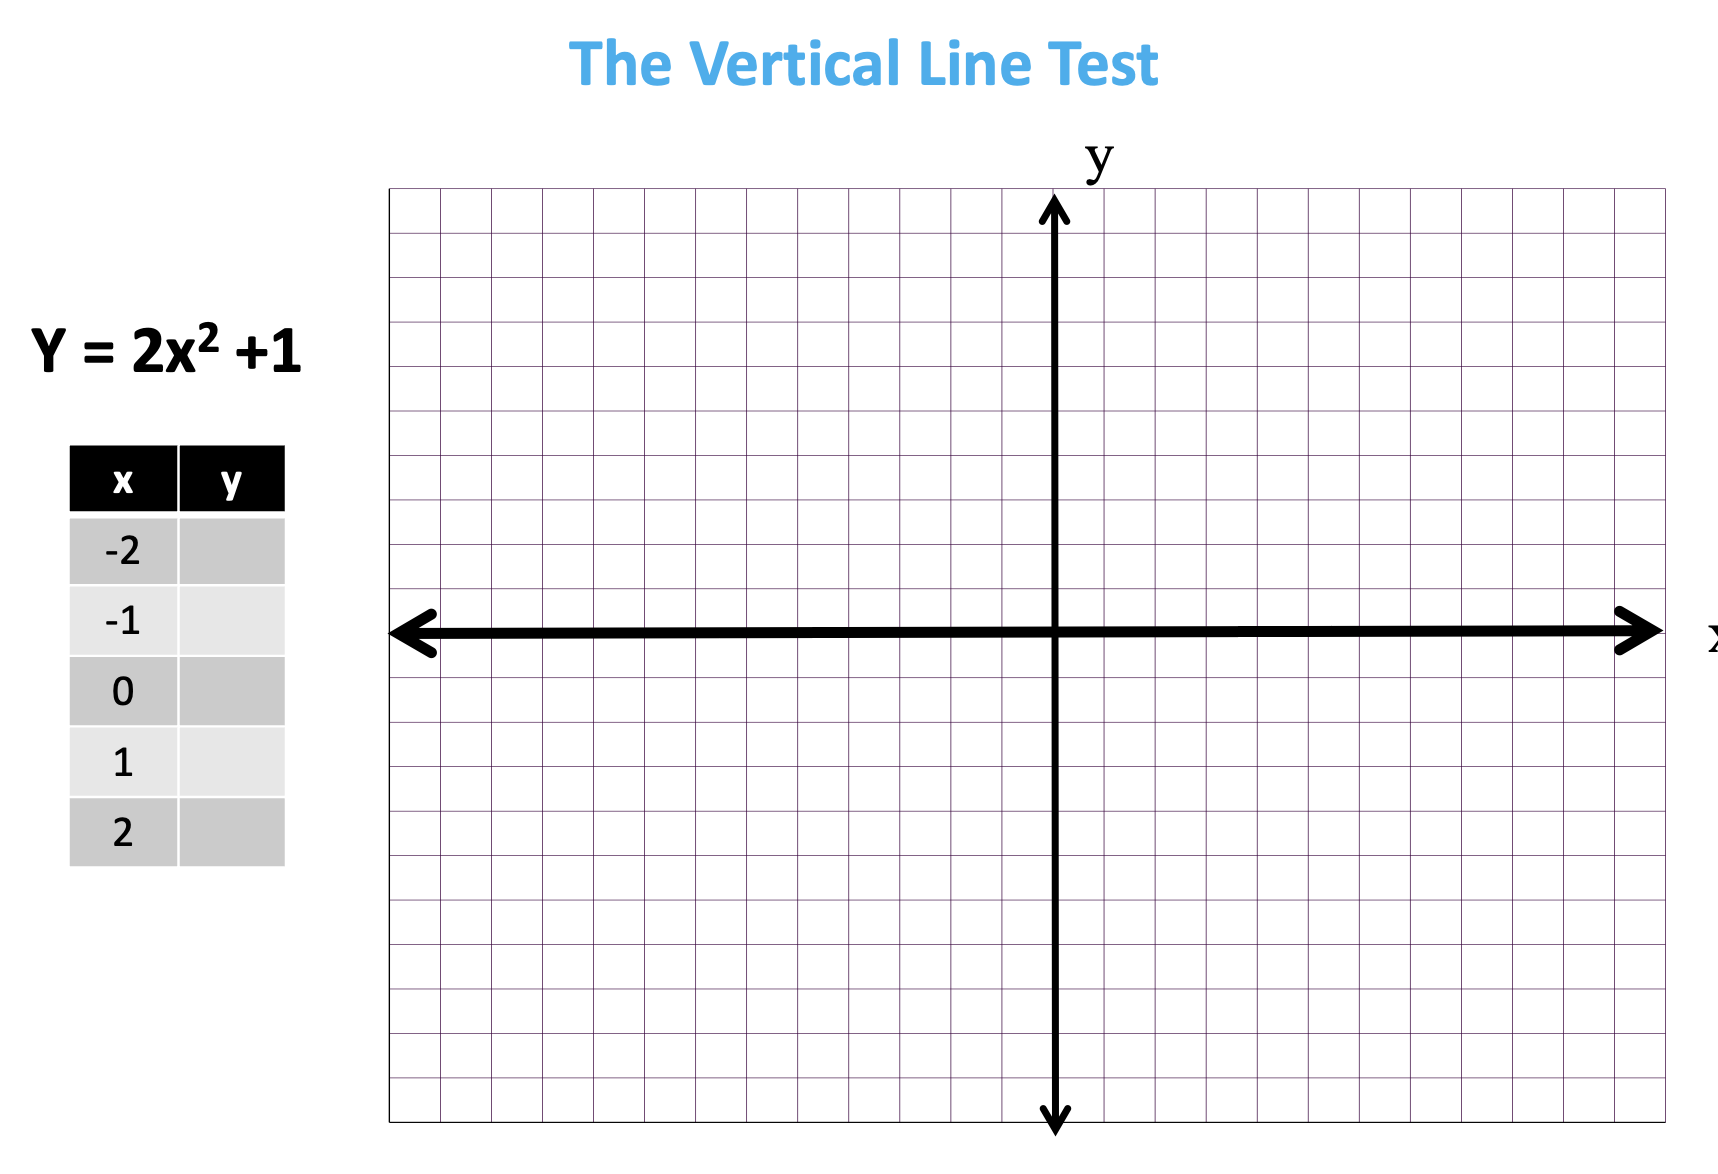 The Vertical Line Test
y
Y = 2x² +1
x y
-2
-1
0
1
2
x